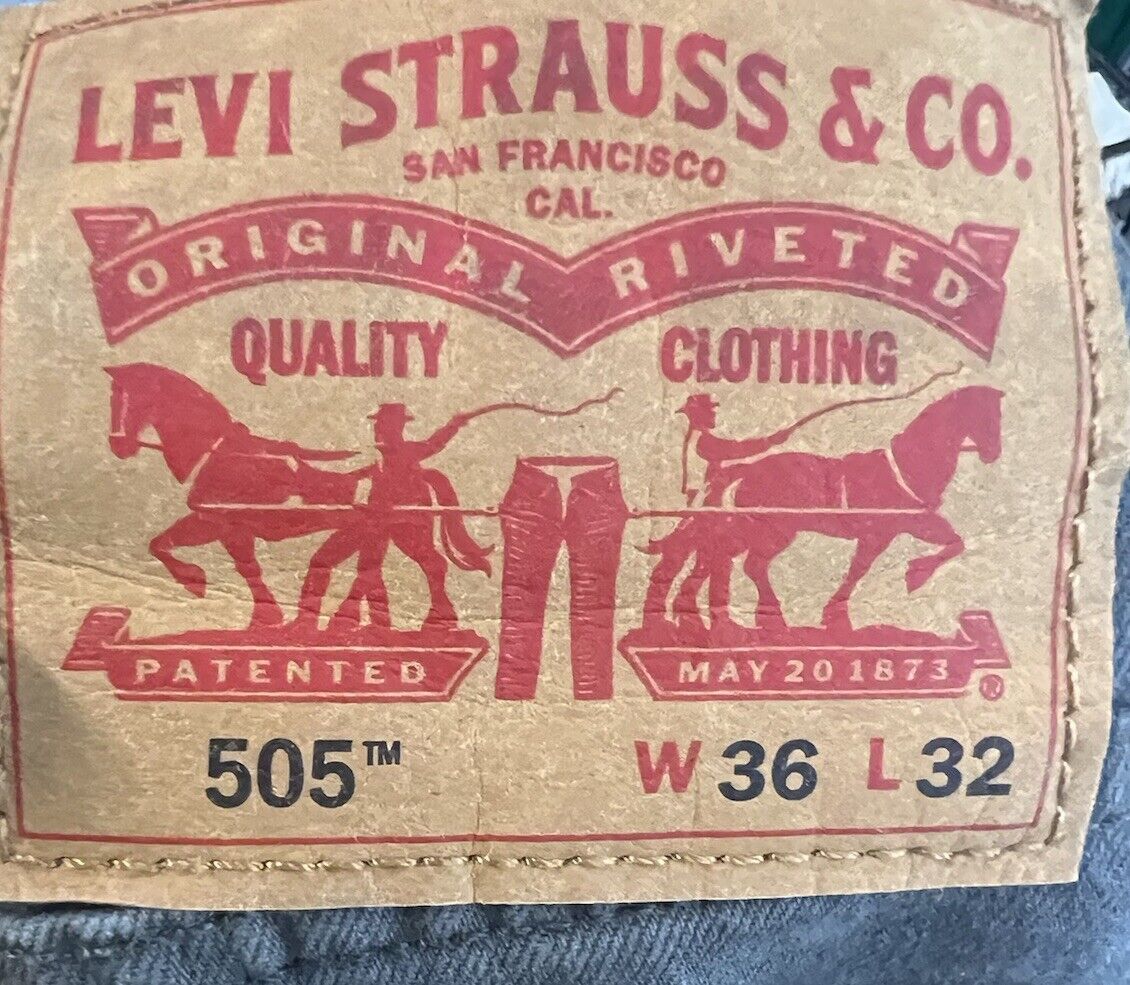 LEVI STRAUSS & CO.
SAN FRANCISCO
CAL.
ORIGINAL RIVETED
QUALITY CLOTHING
PATENTED MAY 20 1873 ®
505™ W 36 L 32